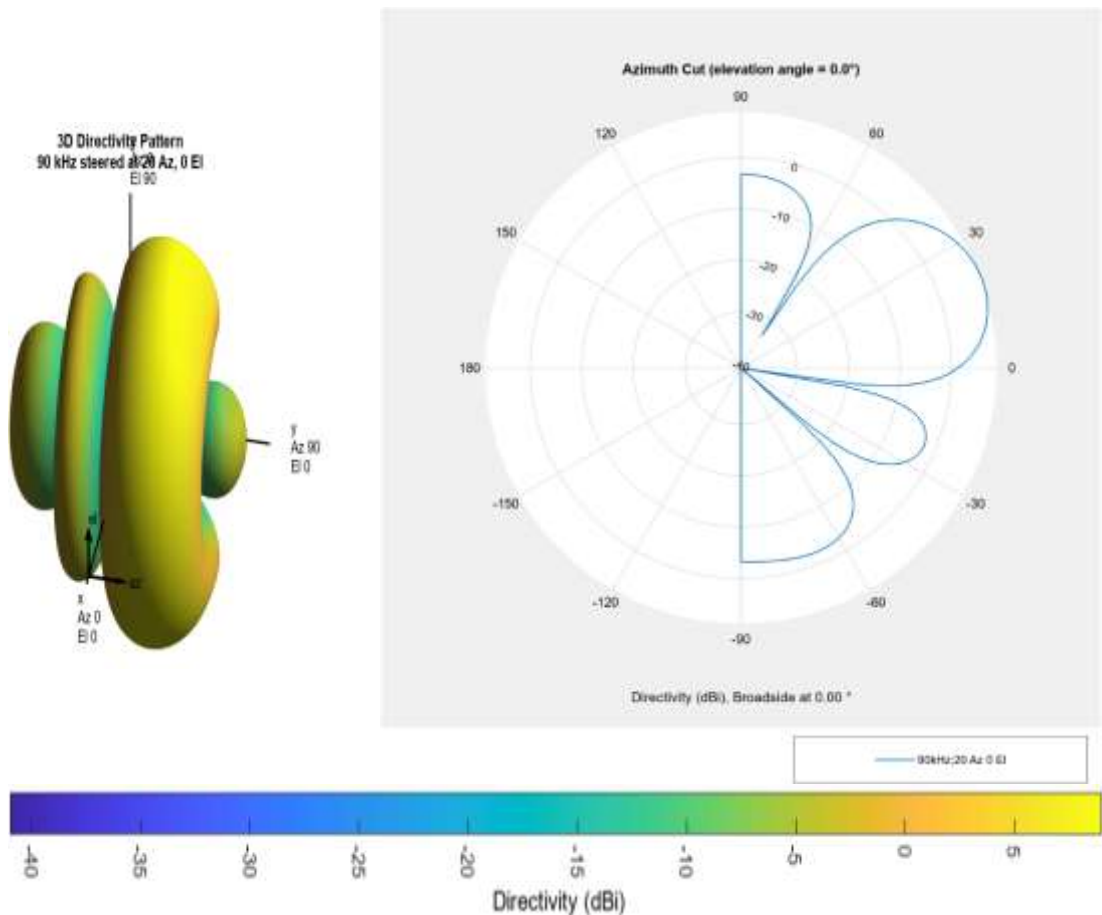 3D Directivity Pattern
90 kHz steered at 20 Az, 0 El
El 90
y
Az 90
El 0
el
az
x
Az 0
El 0
Azimuth Cut (elevation angle = 0.0°)
90
120
60
0
-10
150
30
-20
-30
180
-40
0
-150
-30
-120
-60
-90
Directivity (dBi), Broadside at 0.00 °
90kHz;20 Az 0 El
-40
-35
-30
-25
-20
-15
-10
-5
0
5
Directivity (dBi)